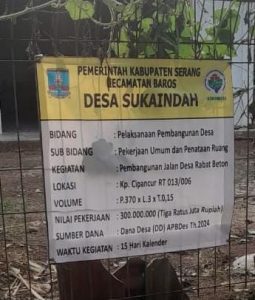 PEMERINTAH KABUPATEN SERANG
KECAMATAN BAROS
DESA SUKAINDAH
BIDANG : Pelaksanaan Pembangunan Desa
SUB BIDANG : Pekerjaan Umum dan Penataan Ruang
KEGIATAN : Pembangunan Jalan Desa Rabat Beton
LOKASI : Kp. Cipancur RT 013/006
VOLUME : P.370 x L.3 x T.0,15
NILAI PEKERJAAN : 300.000.000 (Tiga Ratus Juta Rupiah)
SUMBER DANA : Dana Desa (DD) APBDes Th.2024
WAKTU KEGIATAN : 15 Hari Kalender